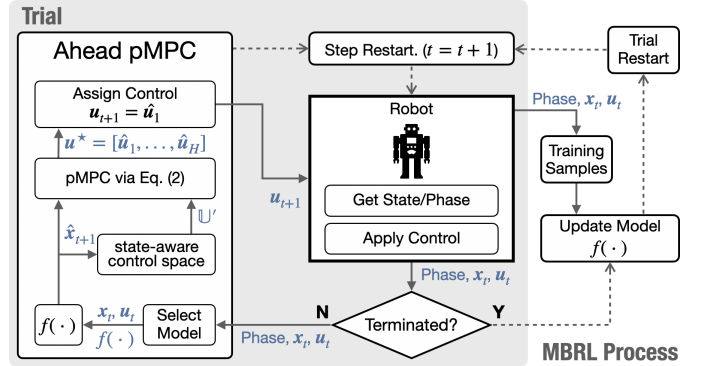 Trial
Ahead pMPC
Step Restart. (t = t + 1)
Trial
Restart
Assign Control
u_{t+1} = û_1
u* = [û_1, . . . , û_H]
pMPC via Eq. (2)
𝕌′
x̂_{t+1}
state-aware
control space
f( · )
x_t, u_t
f( · )
Select
Model
u_{t+1}
Robot
Get State/Phase
Apply Control
Phase, x_t, u_t
Training
Samples
Update Model
f( · )
Phase, x_t, u_t
N
Terminated?
Y
Phase, x_t, u_t
MBRL Process